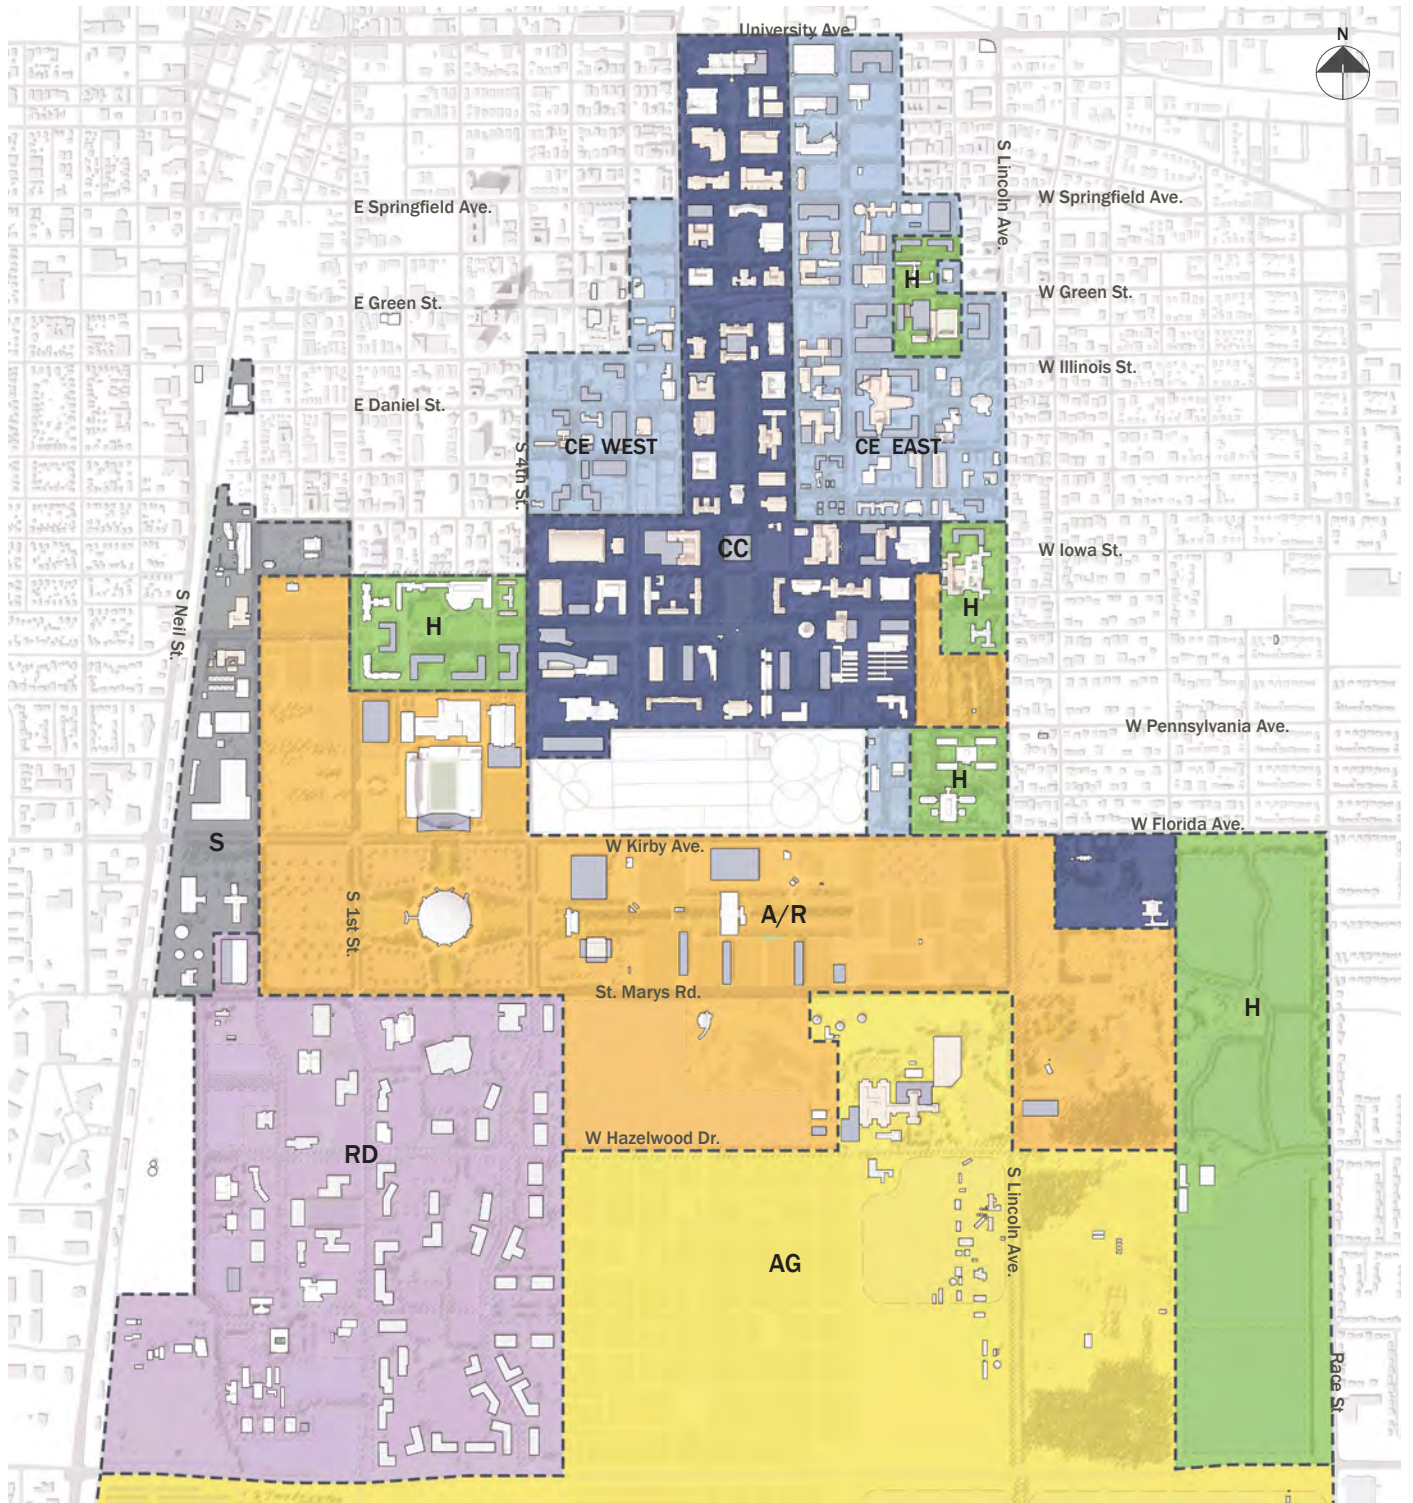 University Ave
N
S Lincoln Ave.
E Springfield Ave.
W Springfield Ave.
H
E Green St.
W Green St.
W Illinois St.
E Daniel St.
CE WEST
CE EAST
S 4th St.
CC
W Iowa St.
S Neil St.
H
H
W Pennsylvania Ave.
H
W Florida Ave.
S
W Kirby Ave.
S 1st St.
A/R
St. Marys Rd.
H
W Hazelwood Dr.
RD
S Lincoln Ave.
AG
Race St